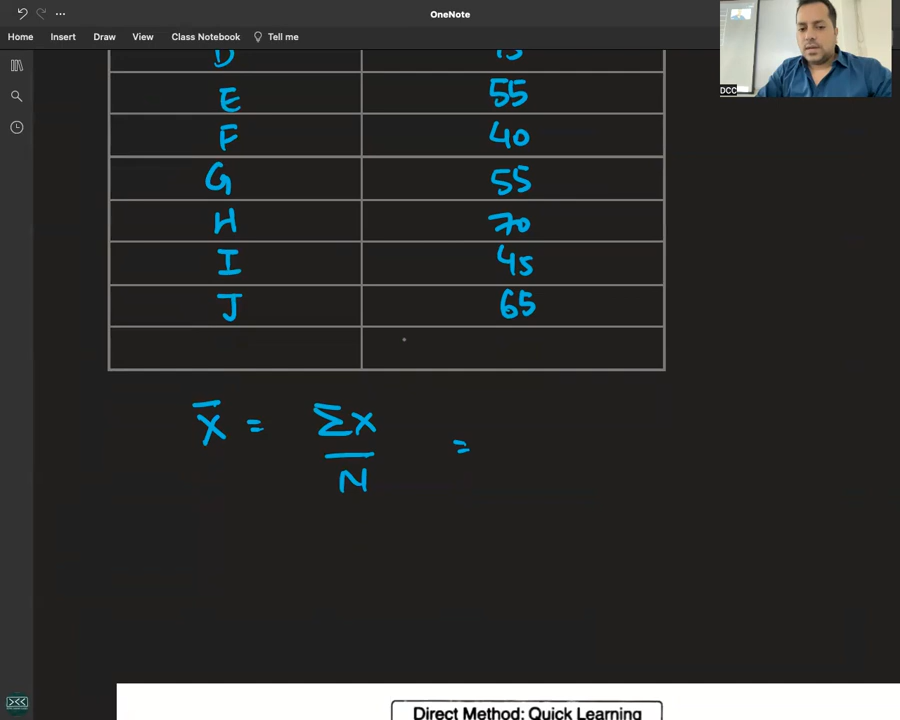 OneNote
Home Insert Draw View Class Notebook Tell me
DCC
D 15
E 55
F 40
G 55
H 70
I 45
J 65
X̄ = Σx =
N
Direct Method: Quick Learning